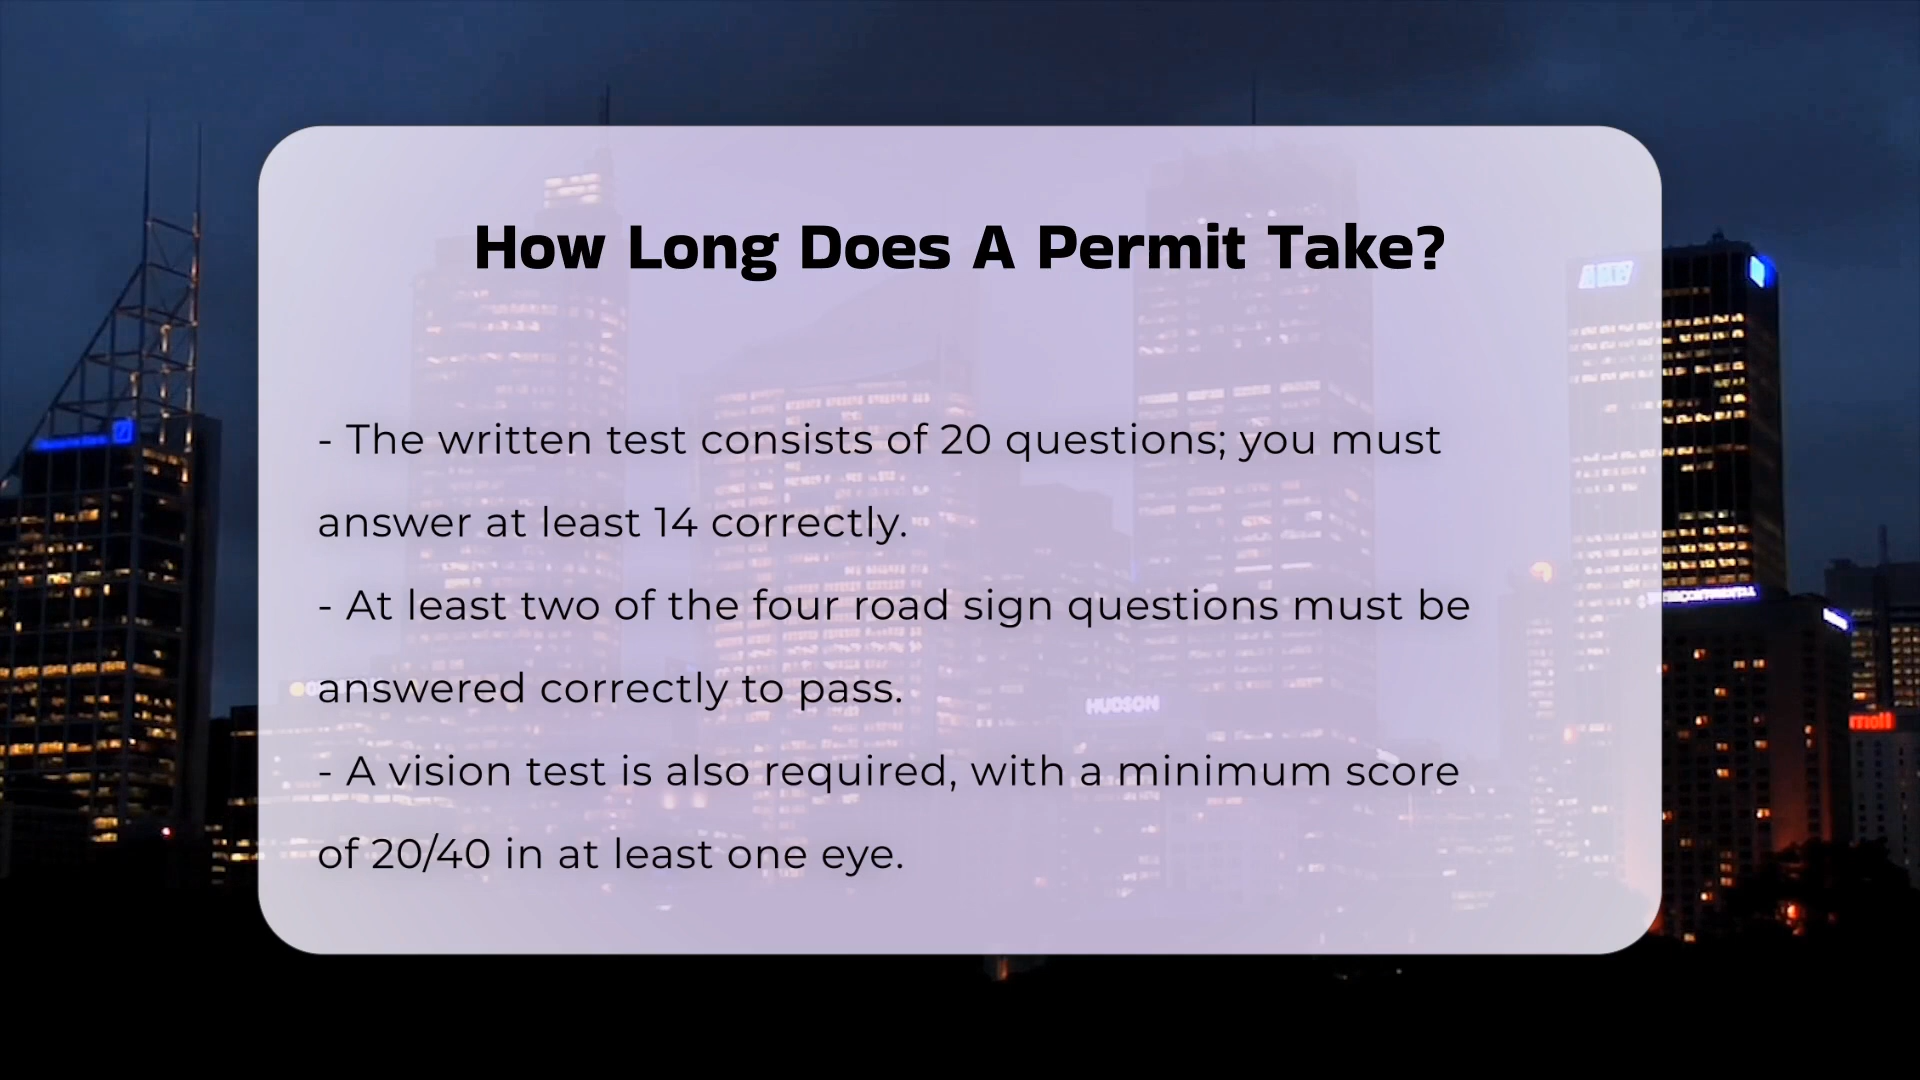 How Long Does A Permit Take?
- The written test consists of 20 questions; you must
answer at least 14 correctly.
- At least two of the four road sign questions must be
answered correctly to pass.
- A vision test is also required, with a minimum score
of 20/40 in at least one eye.
HUDSON